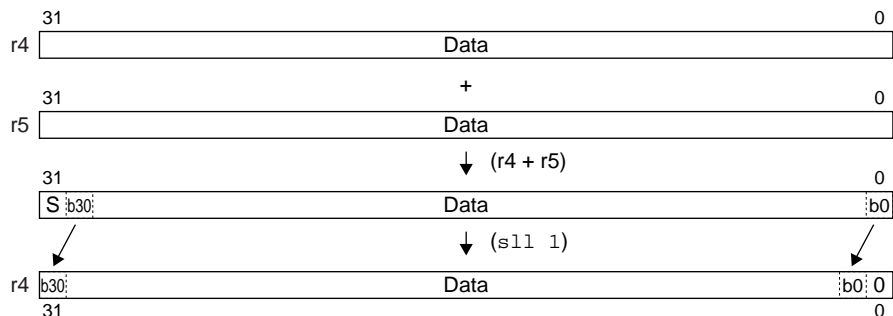 31 0
r4 Data
+
31 0
r5 Data
(r4 + r5)
31 0
S b30 Data b0
(sll 1)
r4 b30 Data b0 0
31 0